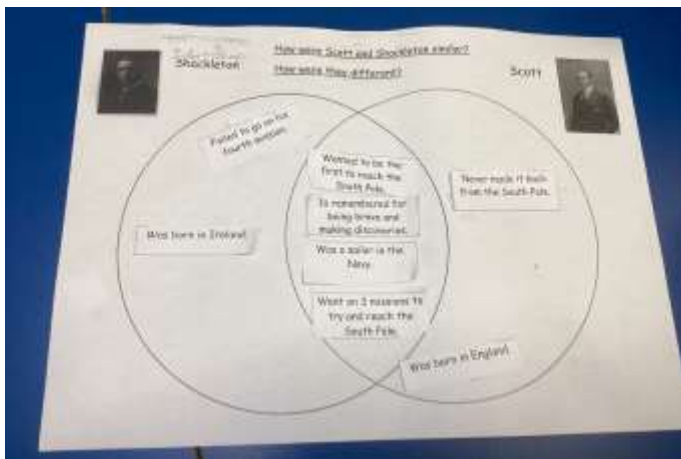 How were Scott and Shackleton similar?
Shackleton
How were they different?
Scott
Failed to go on his
fourth mission.
Wanted to be the
first to reach the
South Pole.
Never made it back
from the South Pole.
Is remembered for
being brave and
making discoveries.
Was born in Ireland
Was a sailor in the
Navy.
Went on 3 missions to
try and reach the
South Pole.
Was born in England